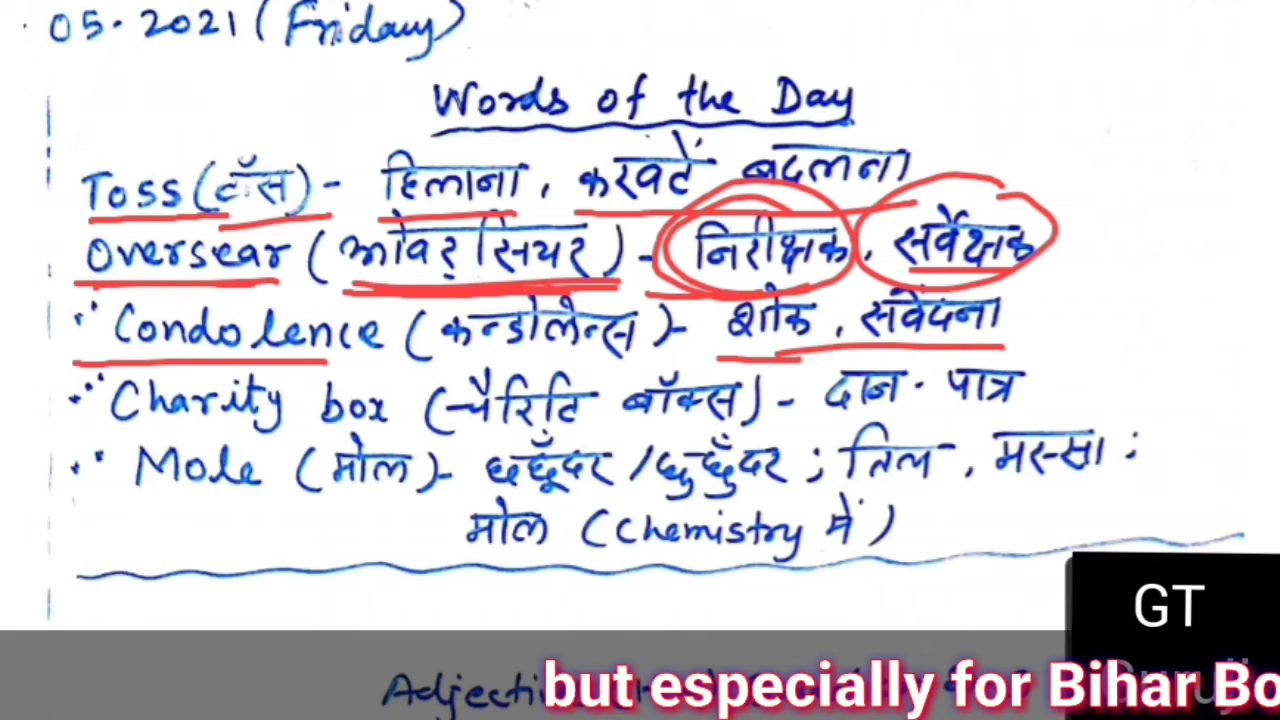 05.2021 (Friday)
Words of the Day
Toss (टॉस) - हिलाना, करवटें बदलना
Oversear (ओवरसियर) - निरीक्षक, सर्वेक्षक
Condolence (कन्डोलेन्स) - शोक, संवेदना
Charity box (चैरिटि बॉक्स) - दान-पात्र
Mole (मोल) - छछूँदर / छुछुँदर ; तिल, मस्सा ;
मोल (Chemistry में)
GT
but especially for Bihar Bo